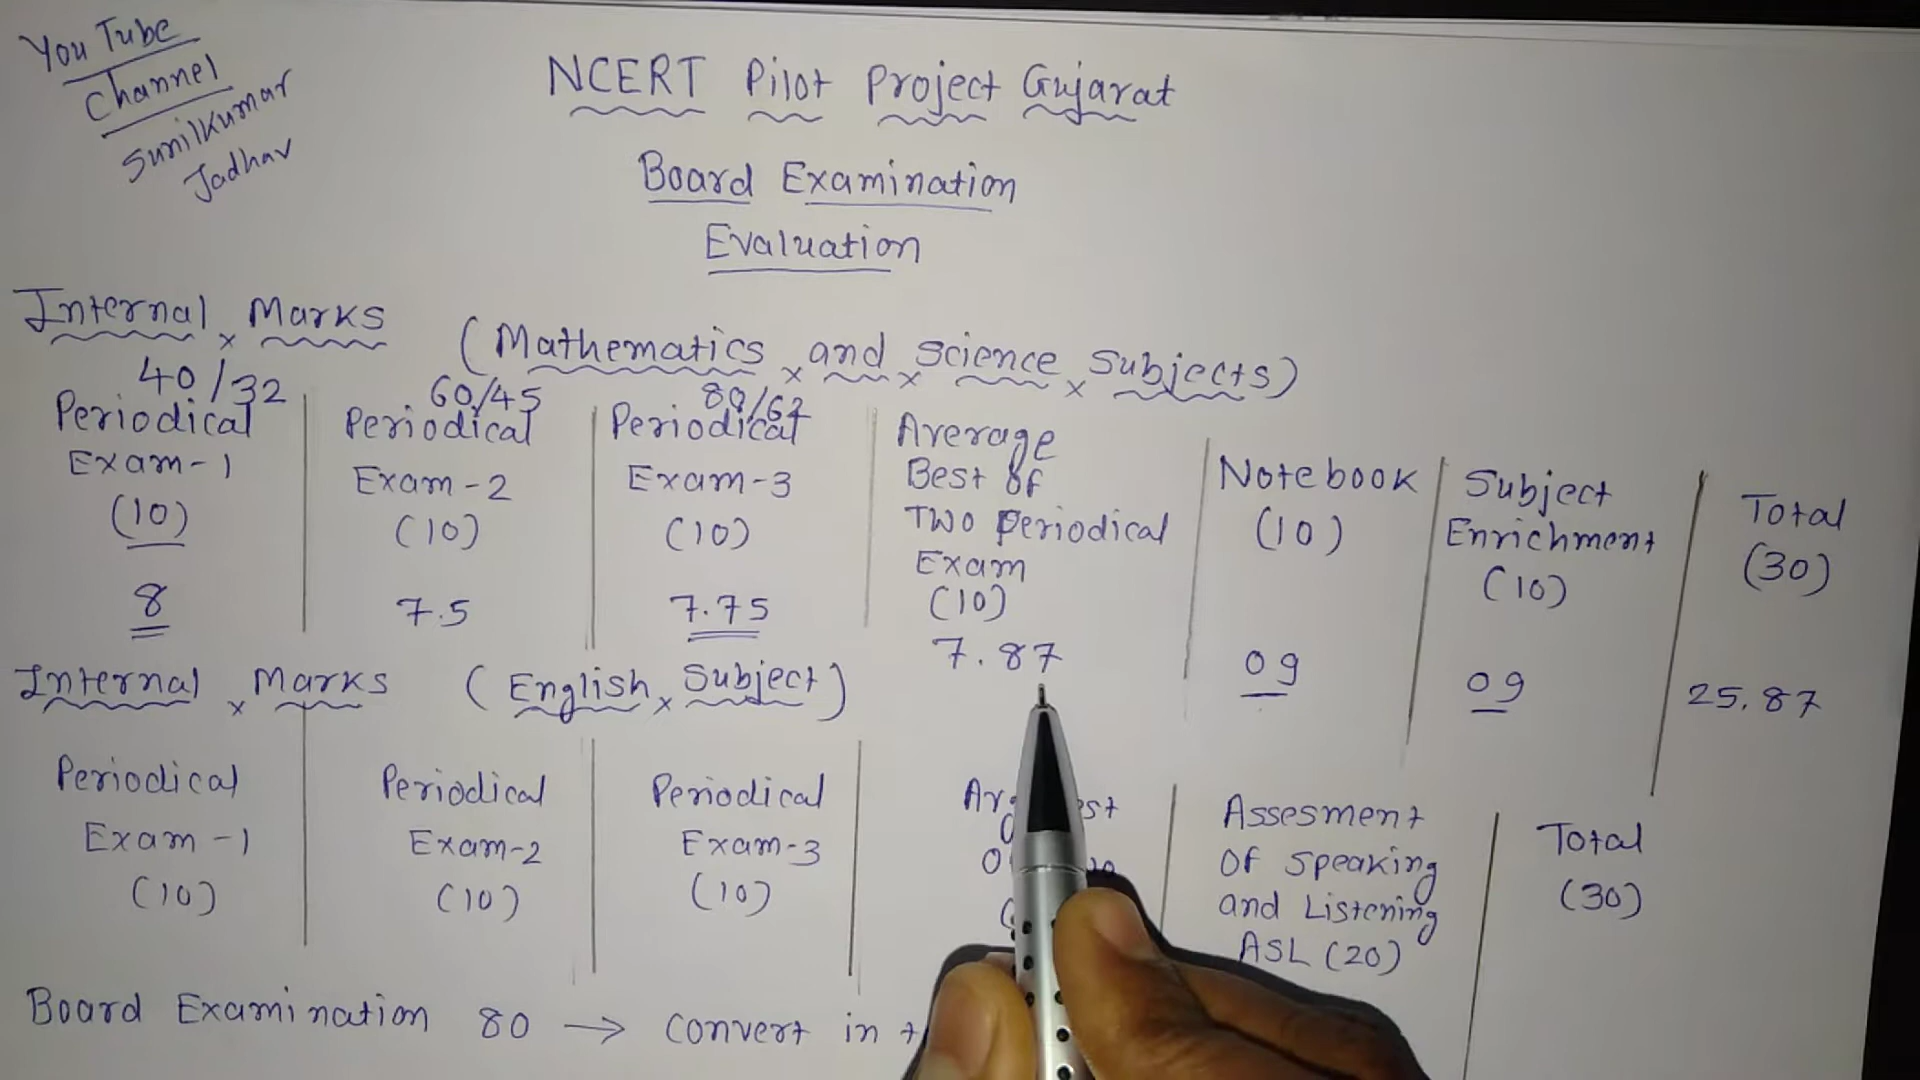 YouTube
Channel
Sunilkumar
Jadhav
NCERT Pilot Project Gujarat
Board Examination
Evaluation
Internal Marks
(Mathematics and Science Subjects)
40/32
Periodical
Exam-1
(10)
8
60/45
Periodical
Exam-2
(10)
7.5
80/62
Periodical
Exam-3
(10)
7.75
Average
Best of
Two Periodical
Exam
(10)
7.87
Notebook
(10)
09
Subject
Enrichment
(10)
09
Total
(30)
25.87
Internal Marks (English Subject)
Periodical
Exam-1
(10)
Periodical
Exam-2
(10)
Periodical
Exam-3
(10)
Assesment
Of Speaking
and Listening
ASL (20)
Total
(30)
Board Examination 80 → Convert in